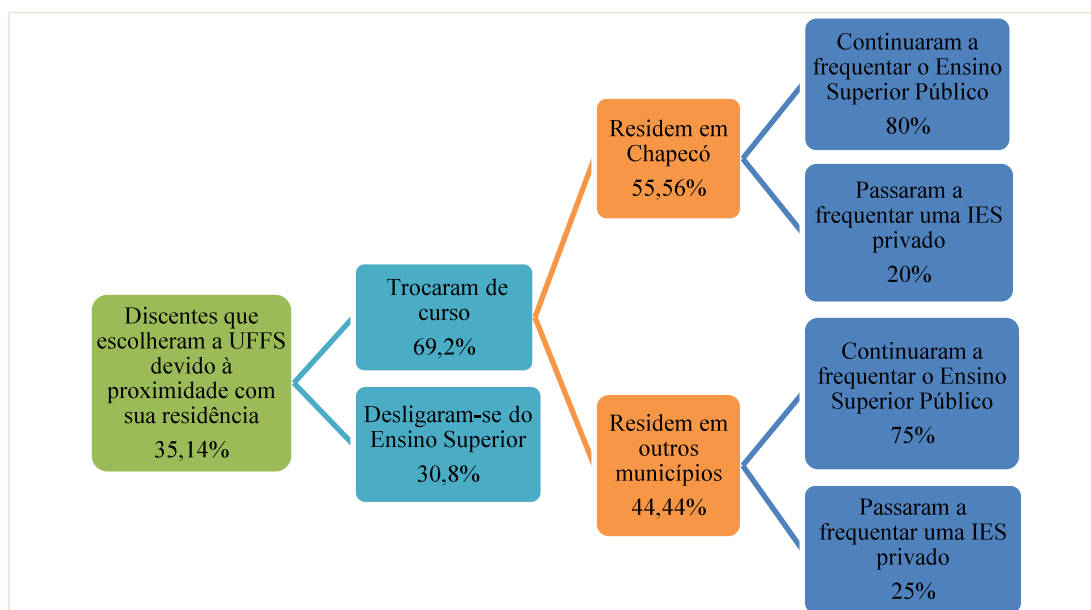 Discentes que
escolheram a UFFS
devido à
proximidade com
sua residência
35,14%
Trocaram de
curso
69,2%
Desligaram-se do
Ensino Superior
30,8%
Residem em
Chapecó
55,56%
Residem em
outros
municípios
44,44%
Continuaram a
frequentar o Ensino
Superior Público
80%
Passaram a
frequentar uma IES
privado
20%
Continuaram a
frequentar o Ensino
Superior Público
75%
Passaram a
frequentar uma IES
privado
25%